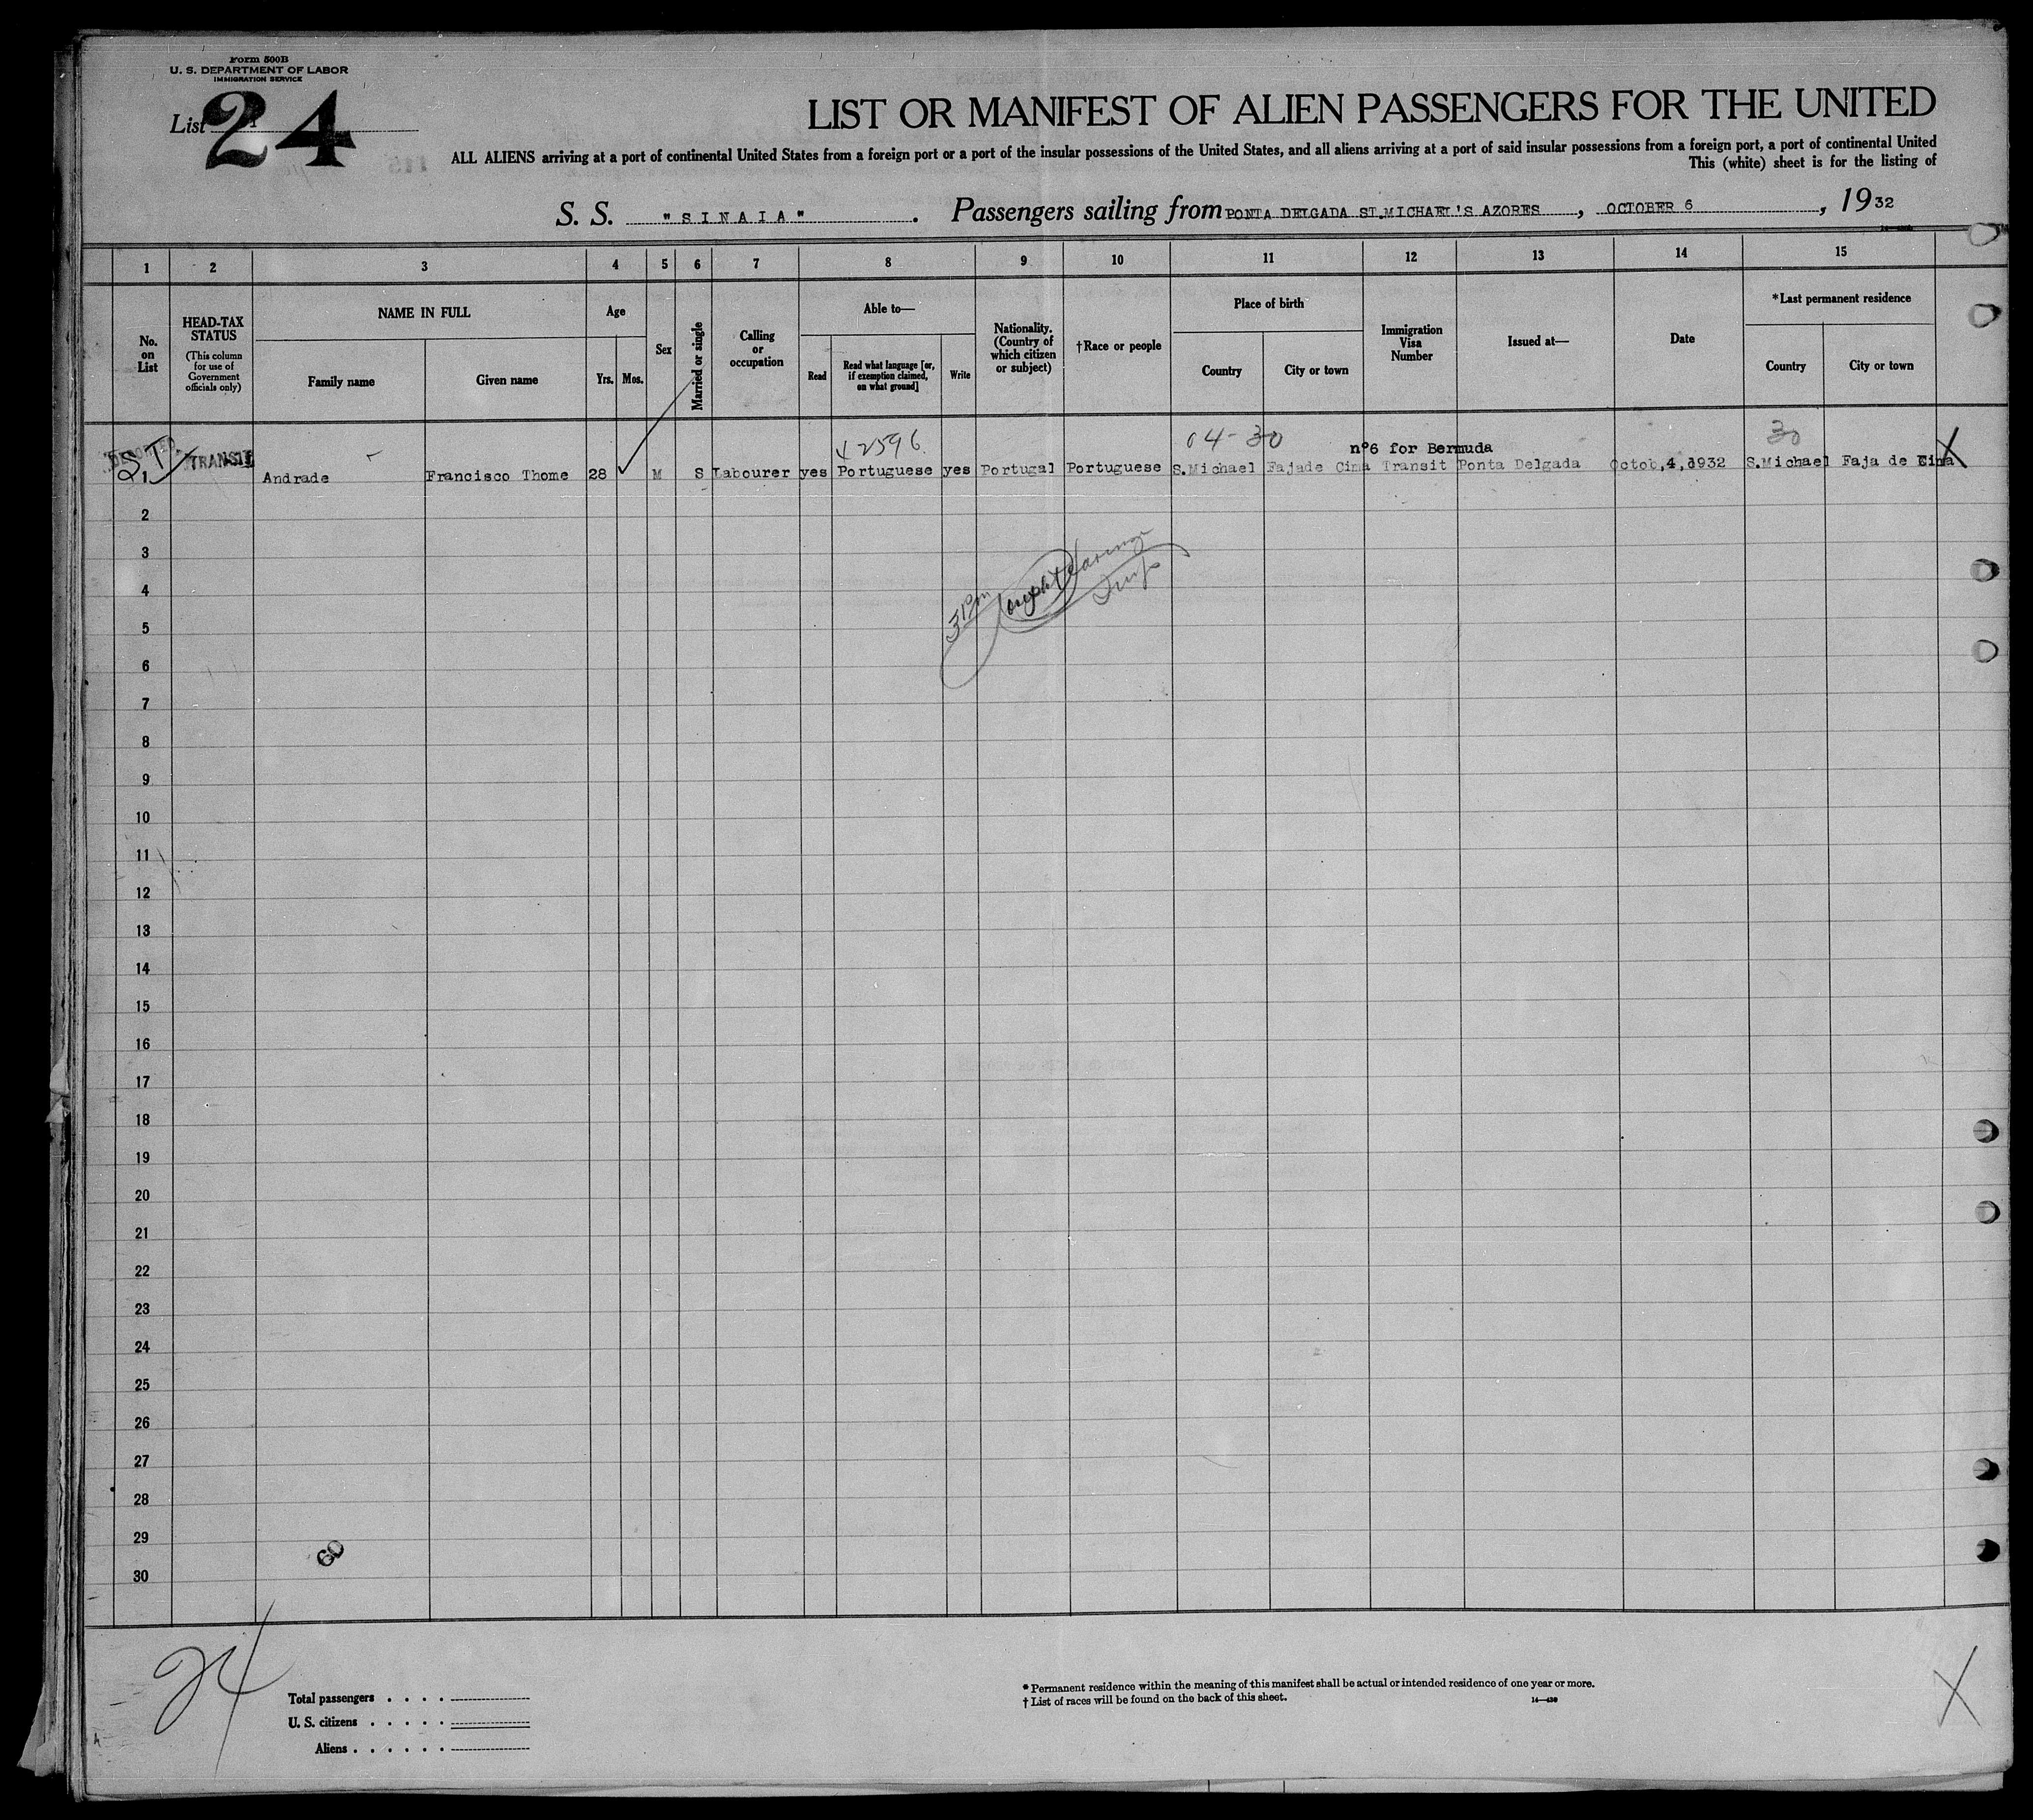 Form 500B
U. S. DEPARTMENT OF LABOR
IMMIGRATION SERVICE
List 1
24
LIST OR MANIFEST OF ALIEN PASSENGERS FOR THE UNITED
ALL ALIENS arriving at a port of continental United States from a foreign port or a port of the insular possessions of the United States, and all aliens arriving at a port of said insular possessions from a foreign port, a port of continental United
This (white) sheet is for the listing of
S. S. "SINAIA" . Passengers sailing from PONTA DELGADA ST.MICHAEL'S AZORES , OCTOBER 6 , 1932
1 2 3 4 5 6 7 8 9 10 11 12 13 14 15
No. on List
HEAD-TAX STATUS
(This column for use of Government officials only)
NAME IN FULL
Family name
Given name
Age
Yrs.
Mos.
Sex
Married or single
Calling or occupation
Able to—
Read
Read what language [or, if exemption claimed, on what ground]
Write
Nationality. (Country of which citizen or subject)
†Race or people
Place of birth
Country
City or town
Immigration Visa Number
Issued at—
Date
*Last permanent residence
Country
City or town
42596 04-30 nº6 for Bermuda 30
S.I. TRANSIT
1 Andrade Francisco Thome 28 M S Labourer yes Portuguese yes Portugal Portuguese S.Michael Fajade Cima Transit Ponta Delgada Octob,4,1932 S.Michael Faja de Cima
2
3
4
5
6
7
8
9
10
11
12
13
14
15
16
17
18
19
20
21
22
23
24
25
26
27
28
29
30
60
24
Total passengers . . . .
U. S. citizens . . . . .
Aliens . . . . . .
* Permanent residence within the meaning of this manifest shall be actual or intended residence of one year or more.
† List of races will be found on the back of this sheet.
14—430